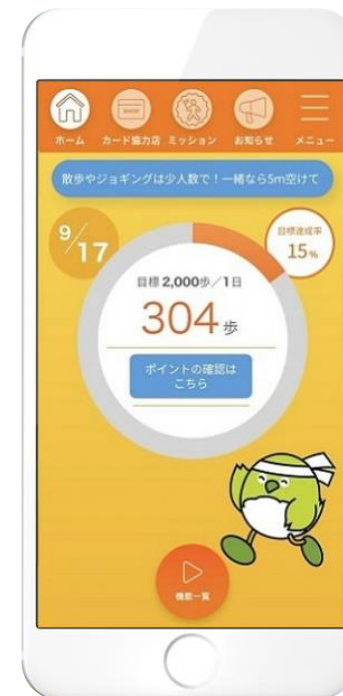 SHOP
ホーム カード協力店 ミッション お知らせ メニュー
散歩やジョギングは少人数で！一緒なら5m空けて
9/17
目標達成率
15%
目標 2,000歩／1日
304歩
ポイントの確認は
こちら
機能一覧